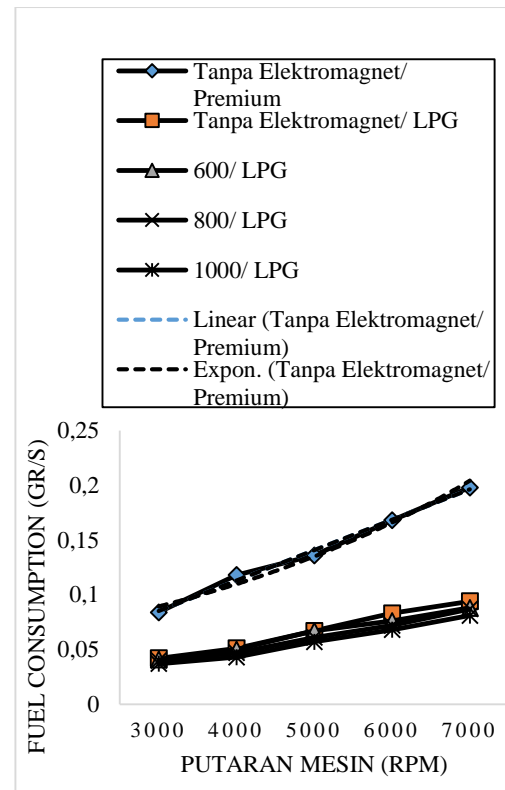 Tanpa Elektromagnet/
Premium
Tanpa Elektromagnet/ LPG
600/ LPG
800/ LPG
1000/ LPG
Linear (Tanpa Elektromagnet/
Premium)
Expon. (Tanpa Elektromagnet/
Premium)
FUEL CONSUMPTION (GR/S)
0,25
0,2
0,15
0,1
0,05
0
3000 4000 5000 6000 7000
PUTARAN MESIN (RPM)